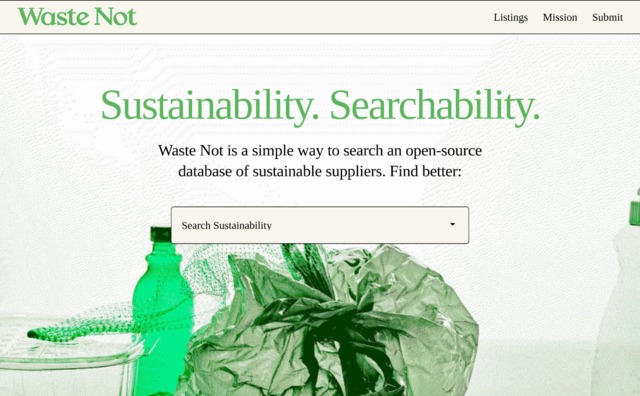 Waste Not
Listings Mission Submit
Sustainability. Searchability.
Waste Not is a simple way to search an open-source
database of sustainable suppliers. Find better:
Search Sustainability